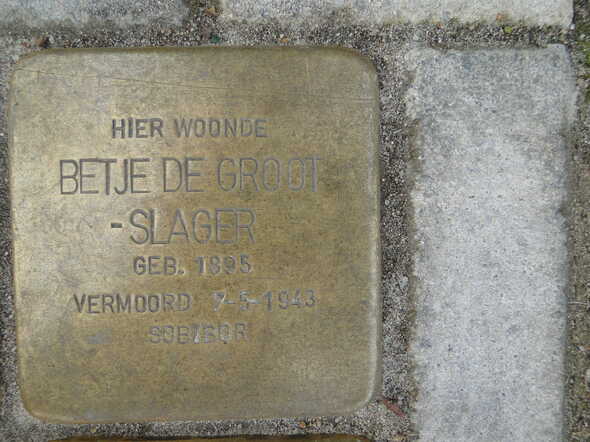 HIER WOONDE
BETJE DE GROOT
-SLAGER
GEB. 1895
VERMOORD 7-5-1943
SOBIBOR